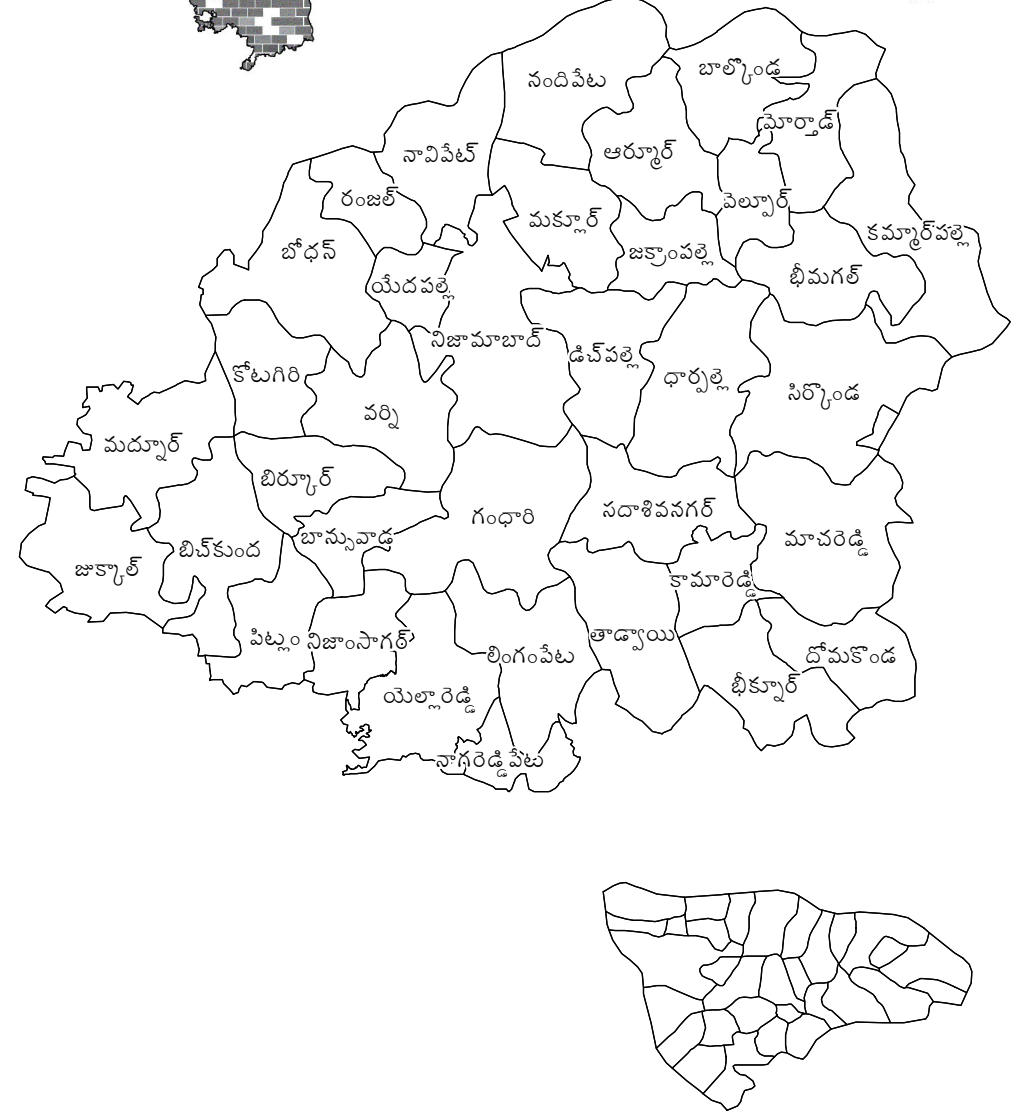 బాల్కొండ
నందిపేట
మోర్తాడ్
ఆర్మూర్
నావిపేట్
రంజల్
వెల్పూర్
మక్లూర్
కమ్మార్‌పల్లె
జక్రాంపల్లె
బోధన్
భీమగల్
యేదపల్లె
నిజామాబాద్
డిచ్‌పల్లె
కోటగిరి
ధార్పల్లె
సిర్కొండ
వర్ని
మద్నూర్
బిర్కూర్
సదాశివనగర్
గంధారి
బాన్సువాడ
మాచరెడ్డి
బిచ్‌కుంద
జుక్కాల్
కామారెడ్డి
తాడ్వాయి
పిట్లం
నిజాంసాగర్
లింగంపేట
దోమకొండ
భీక్నూర్
యెల్లారెడ్డి
నాగరెడ్డిపేట